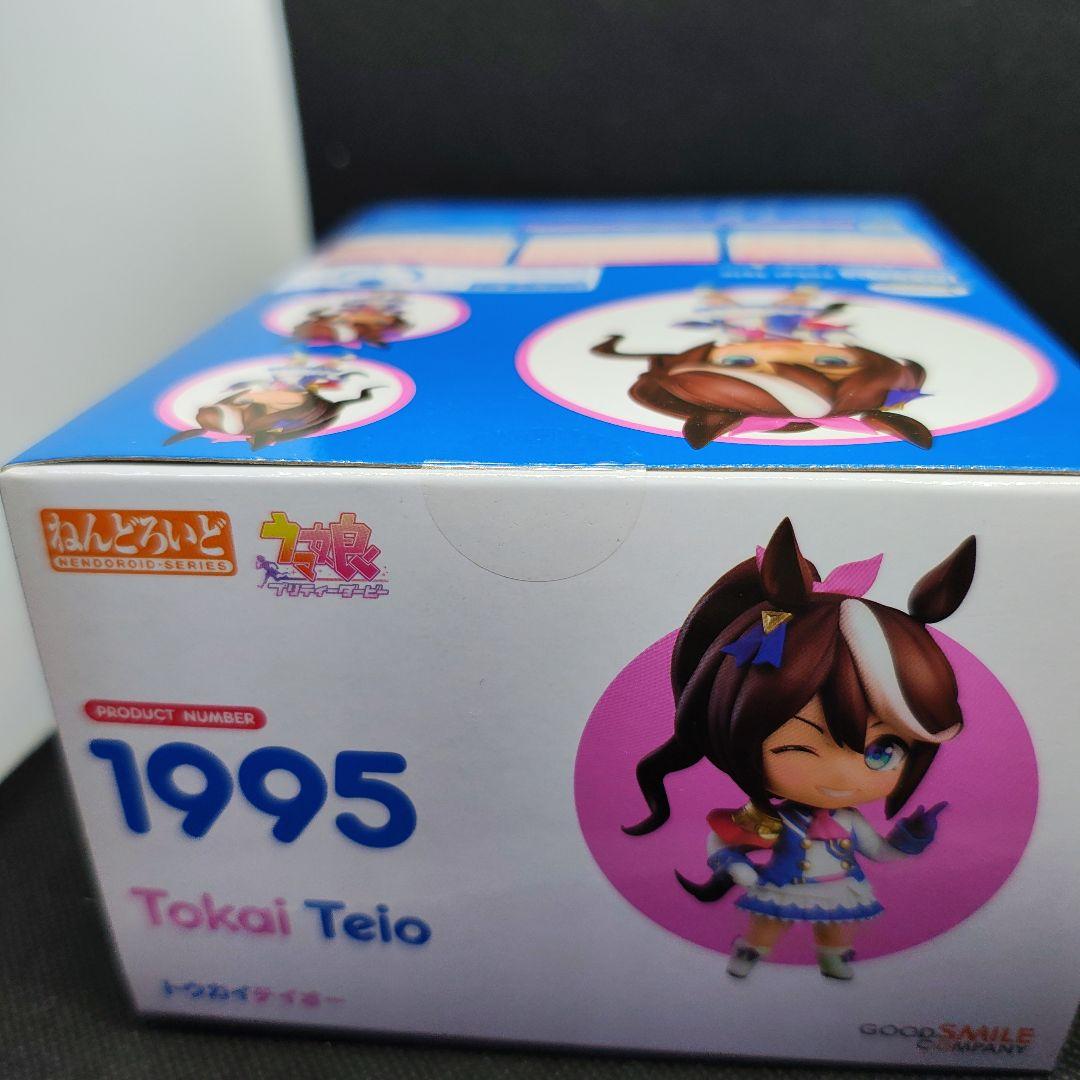 ねんどろいど
NENDOROID・SERIES
ウマ娘
プリティーダービー
PRODUCT NUMBER
1995
Tokai Teio
トウカイテイオー
GOOD SMILE
COMPANY